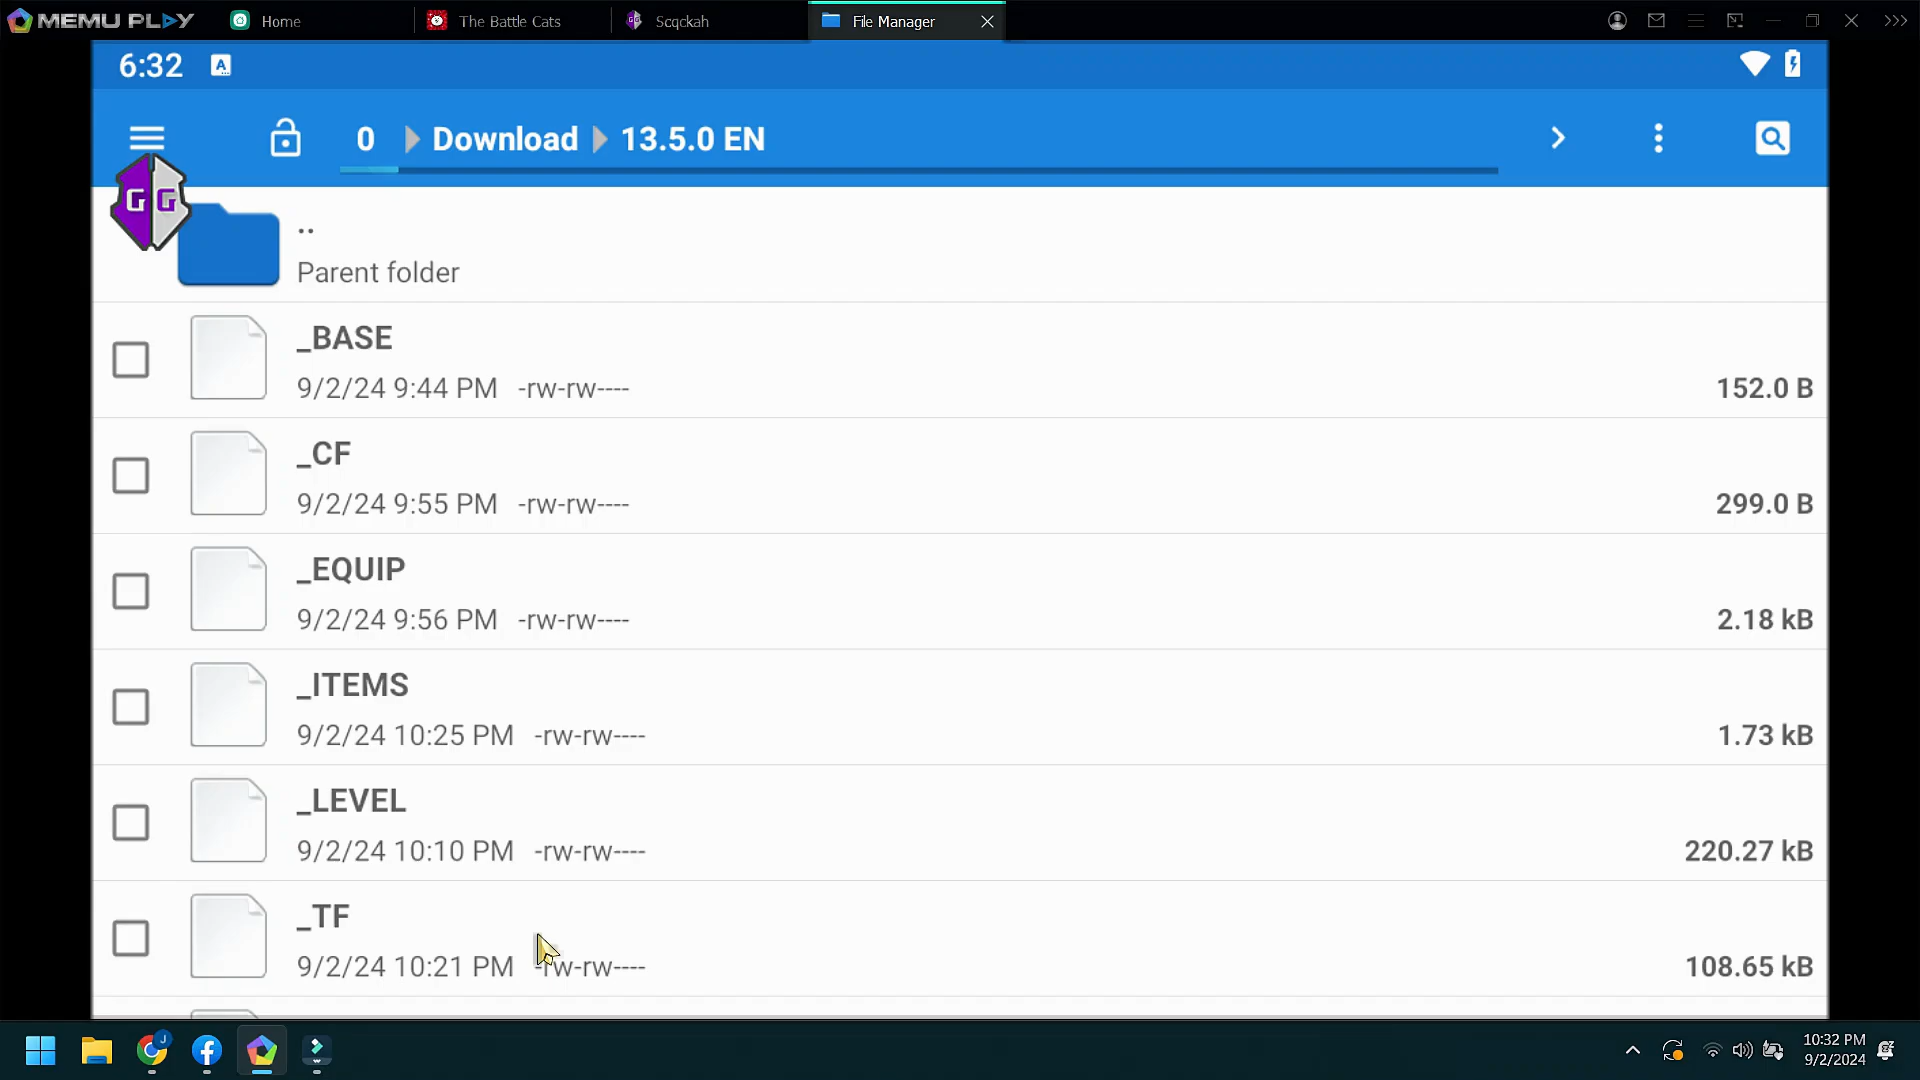 MEMU PLAY
Home
The Battle Cats
Scqckah
File Manager
6:32
A
0 Download 13.5.0 EN
GG
..
Parent folder
_BASE
9/2/24 9:44 PM -rw-rw----
152.0 B
_CF
9/2/24 9:55 PM -rw-rw----
299.0 B
_EQUIP
9/2/24 9:56 PM -rw-rw----
2.18 kB
_ITEMS
9/2/24 10:25 PM -rw-rw----
1.73 kB
_LEVEL
9/2/24 10:10 PM -rw-rw----
220.27 kB
_TF
9/2/24 10:21 PM -rw-rw----
108.65 kB
J
10:32 PM
9/2/2024